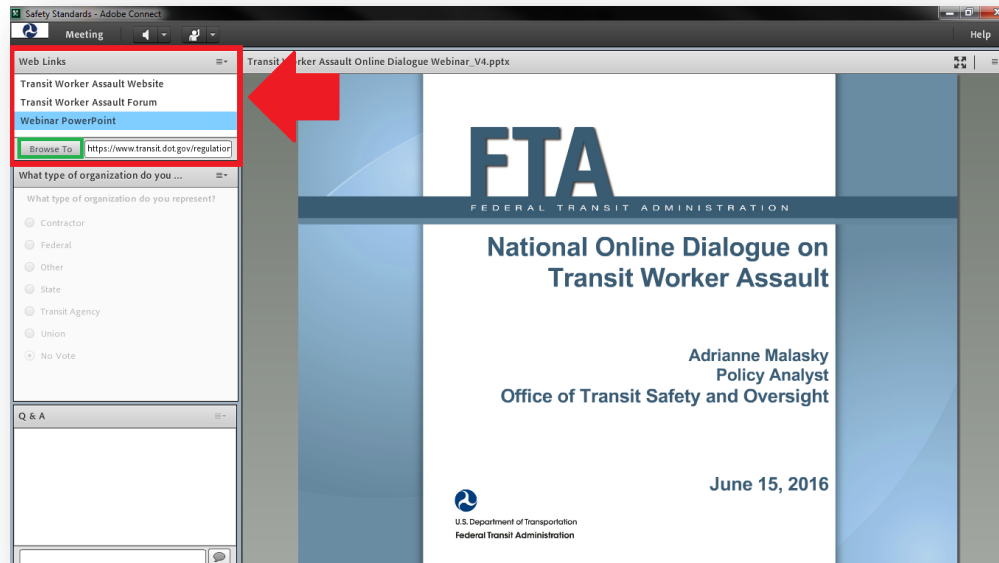 Safety Standards - Adobe Connect
Meeting
Help
Web Links
Transit Worker Assault Website
Transit Worker Assault Forum
Webinar PowerPoint
Browse To https://www.transit.dot.gov/regulation
What type of organization do you ...
What type of organization do you represent?
Contractor
Federal
Other
State
Transit Agency
Union
No Vote
Q & A
Transit Worker Assault Online Dialogue Webinar_V4.pptx
FTA
FEDERAL TRANSIT ADMINISTRATION
National Online Dialogue on
Transit Worker Assault
Adrianne Malasky
Policy Analyst
Office of Transit Safety and Oversight
June 15, 2016
U.S. Department of Transportation
Federal Transit Administration